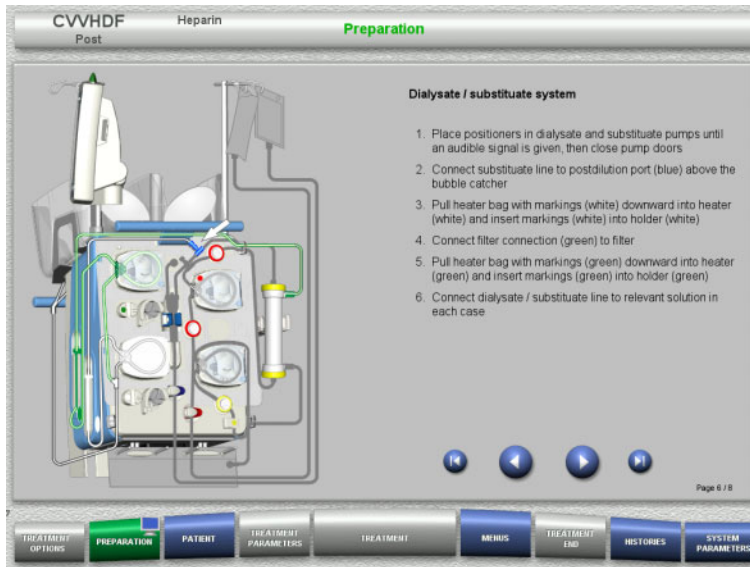 CVVHDF Heparin
Post
Preparation
Dialysate / substituate system
1. Place positioners in dialysate and substituate pumps until
an audible signal is given, then close pump doors
2. Connect substituate line to postdilution port (blue) above the
bubble catcher
3. Pull heater bag with markings (white) downward into heater
(white) and insert markings (white) into holder (white)
4. Connect filter connection (green) to filter
5. Pull heater bag with markings (green) downward into heater
(green) and insert markings (green) into holder (green)
6. Connect dialysate / substituate line to relevant solution in
each case
Page 6 / 8
TREATMENT
OPTIONS
PREPARATION
PATIENT
TREATMENT
PARAMETERS
TREATMENT
MENUS
TREATMENT
END
HISTORIES
SYSTEM
PARAMETERS